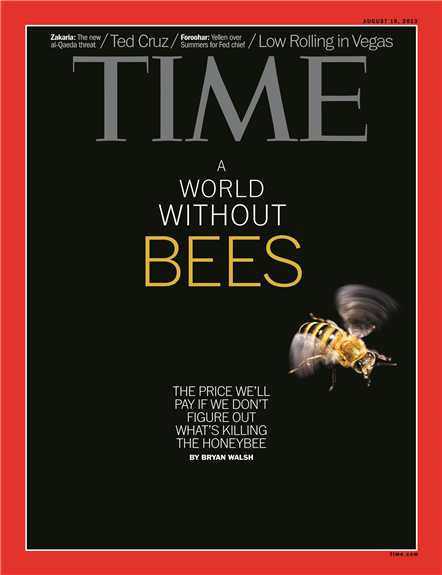 AUGUST 19, 2013
Zakaria: The new
al-Qaeda threat / Ted Cruz / Foroohar: Yellen over
Summers for Fed chief / Low Rolling in Vegas
TIME
A
WORLD
WITHOUT
BEES
THE PRICE WE'LL
PAY IF WE DON'T
FIGURE OUT
WHAT'S KILLING
THE HONEYBEE
BY BRYAN WALSH
time.com